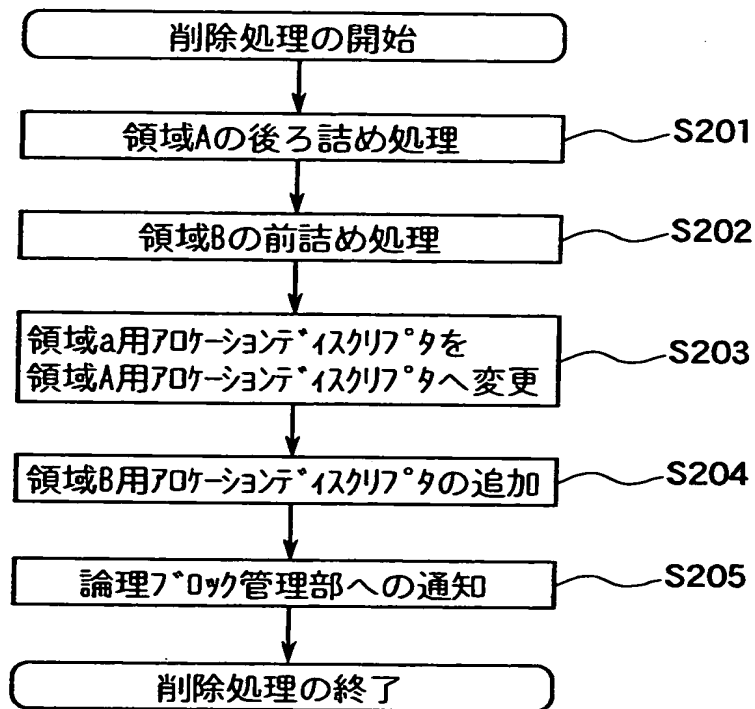 削除処理の開始
領域Aの後ろ詰め処理
S201
領域Bの前詰め処理
S202
領域a用ｱﾛｹｰｼｮﾝﾃﾞｨｽｸﾘﾌﾟﾀを
領域A用ｱﾛｹｰｼｮﾝﾃﾞｨｽｸﾘﾌﾟﾀへ変更
S203
領域B用ｱﾛｹｰｼｮﾝﾃﾞｨｽｸﾘﾌﾟﾀの追加
S204
論理ﾌﾞﾛｯｸ管理部への通知
S205
削除処理の終了